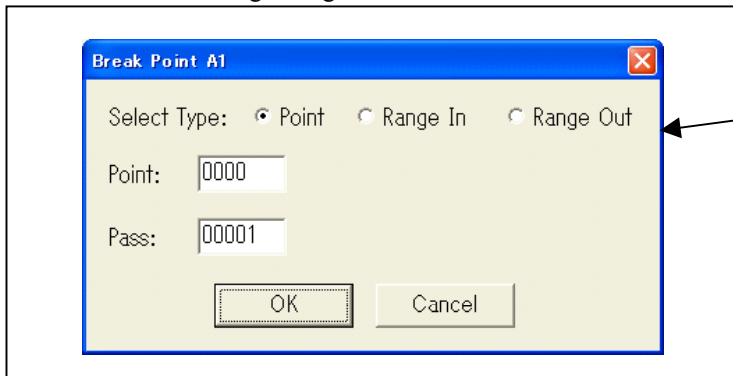 Break Point A1
Select Type: Point Range In Range Out
Point: 0000
Pass: 00001
OK Cancel